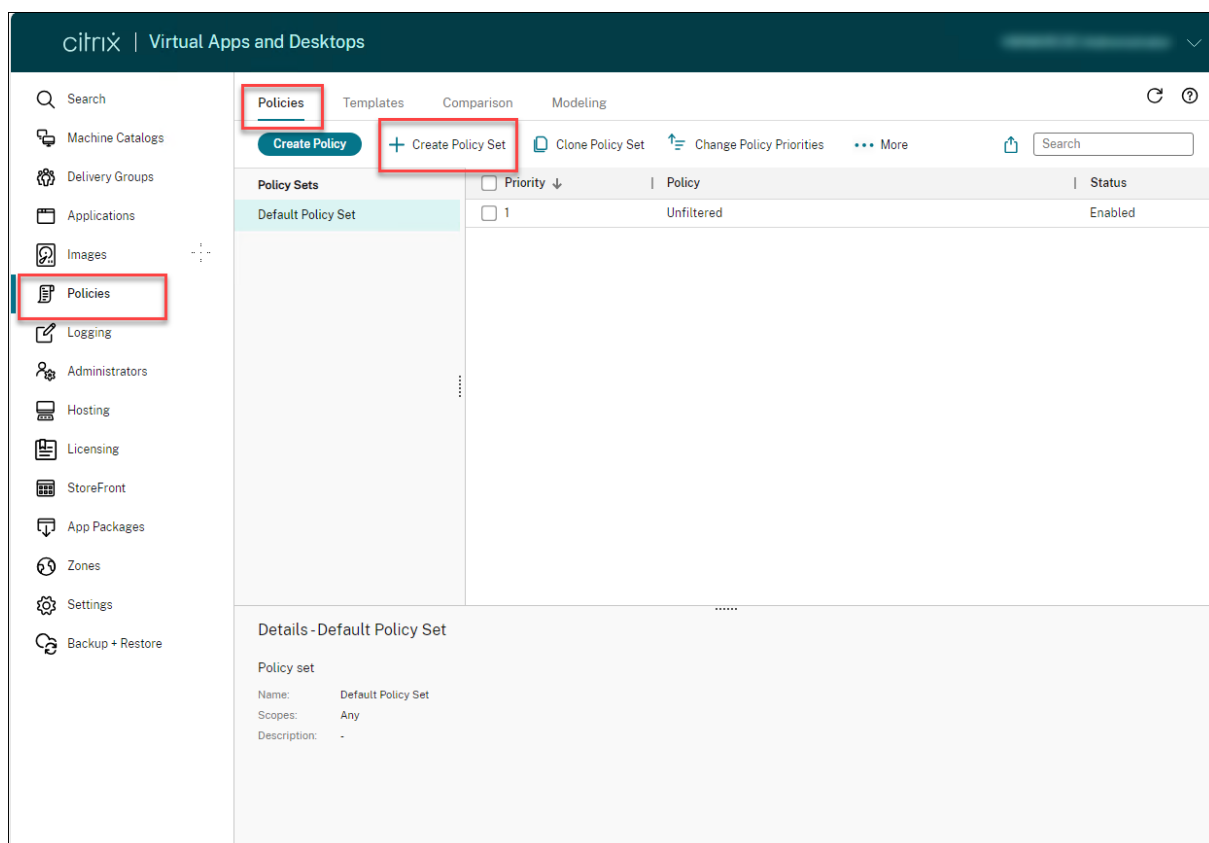 citrix | Virtual Apps and Desktops
Search
Machine Catalogs
Delivery Groups
Applications
Images
Policies
Logging
Administrators
Hosting
Licensing
StoreFront
App Packages
Zones
Settings
Backup + Restore
Policies Templates Comparison Modeling
Create Policy + Create Policy Set Clone Policy Set Change Policy Priorities ••• More Search
Policy Sets
Default Policy Set
Priority ↓ | Policy | Status
1 Unfiltered Enabled
Details - Default Policy Set
Policy set
Name: Default Policy Set
Scopes: Any
Description: -